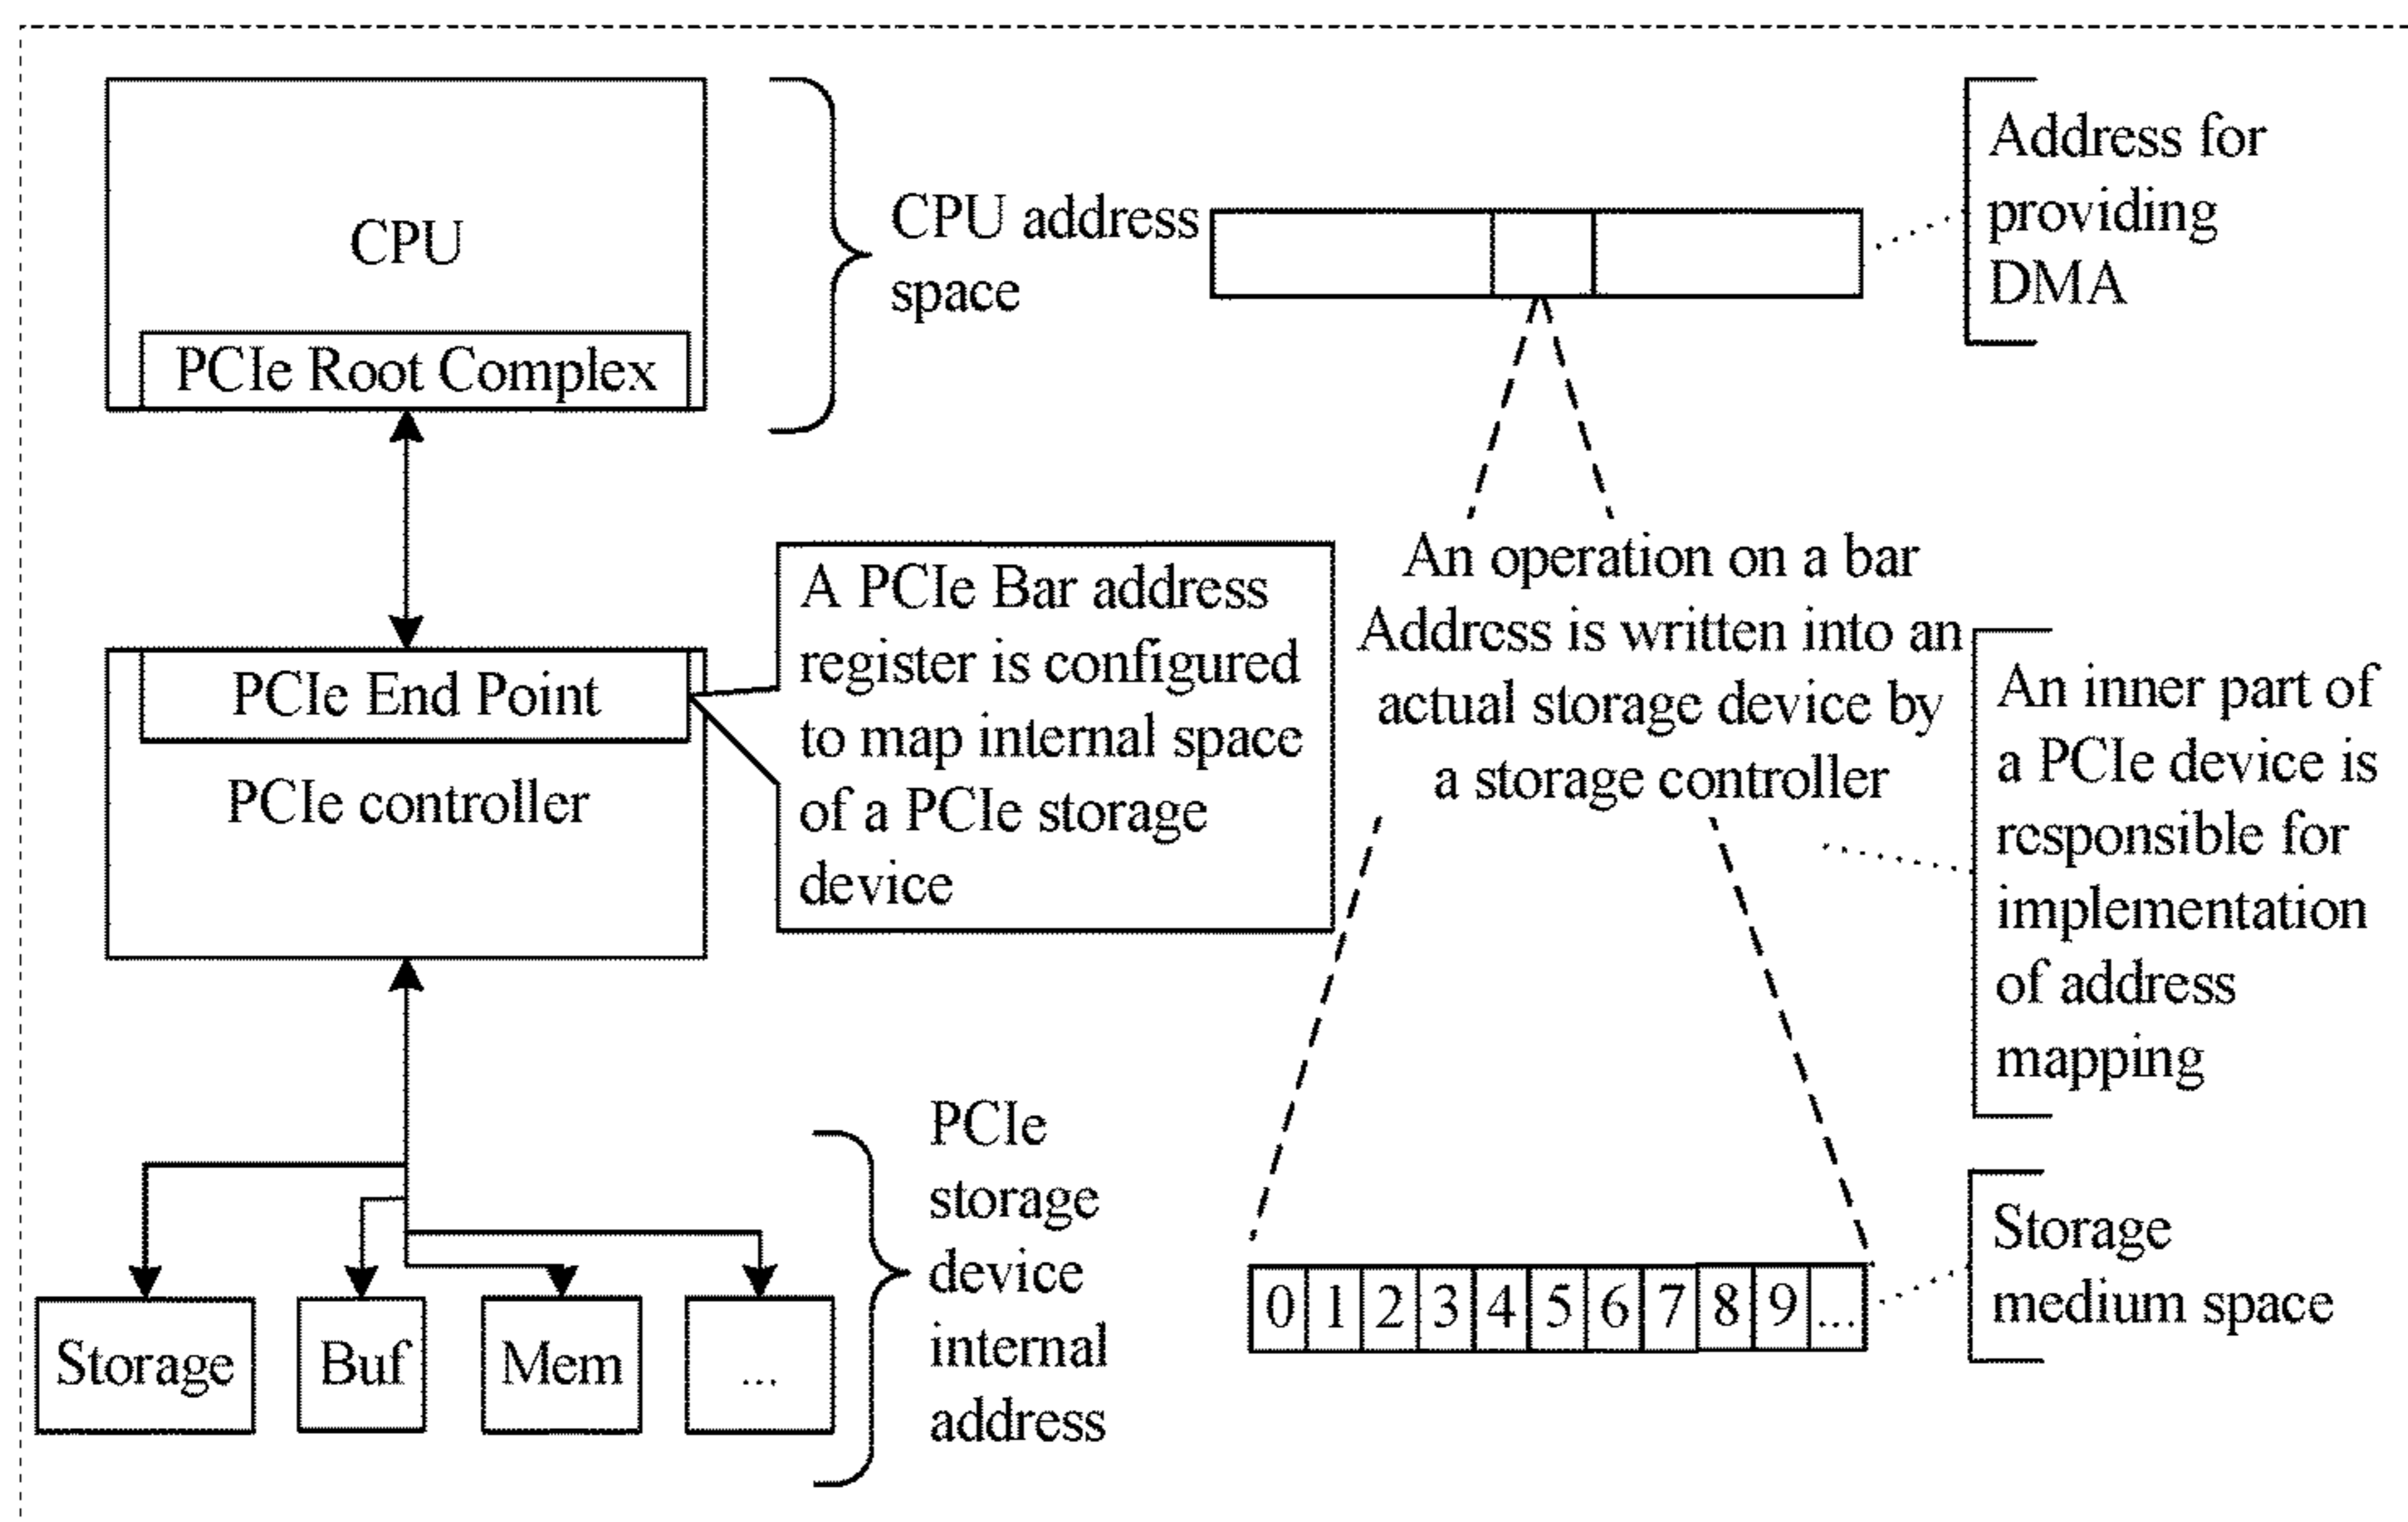 CPU
PCIe Root Complex
CPU address
space
Address for
providing
DMA
PCIe End Point
PCIe controller
A PCIe Bar address
register is configured
to map internal space
of a PCIe storage
device
An operation on a bar
Address is written into an
actual storage device by
a storage controller
An inner part of
a PCIe device is
responsible for
implementation
of address
mapping
Storage
Buf
Mem
...
PCIe
storage
device
internal
address
0 1 2 3 4 5 6 7 8 9 ...
Storage
medium space